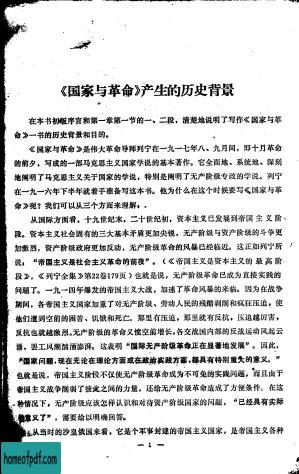 《国家与革命》产生的历史背景
在本书初版序言和第一章第一节的一、二段，清楚地说明了写作《国家与革
命》一书的历史背景和目的。
《国家与革命》是伟大革命导师列宁在一九一七年八、九月间，即十月革命
的前夕，写成的一部马克思主义国家学说的基本著作。它全面地、系统地、深刻
地阐明了马克思主义关于国家的学说，特别是阐明了无产阶级专政的学说。列宁
在一九一六年下半年就着手准备写这本书。他为什么在这个时候要写《国家与革
命》呢？我们可以从三个方面来理解：
从国际方面看，十九世纪末，二十世纪初，资本主义已发展到帝国主义阶
段。资本主义社会固有的三大基本矛盾更加尖锐，无产阶级与资产阶级的斗争更
加激烈，资产阶级政府更加反动，无产阶级革命的风暴已经临近。这正如列宁所
说："帝国主义是社会主义革命的前夜"。（《帝国主义是资本主义的最高阶
段》，《列宁全集》第22卷179页）也就是说，无产阶级革命已成为直接实践的
问题了。一九一四年爆发的帝国主义大战，加速了革命风暴的来临。因为在战争
期间，各帝国主义国家加重了对无产阶级、劳动人民的残酷剥削和疯狂压迫，使
他们遭到空前的困苦、饥饿和死亡。那里有压迫，那里就有反抗，压迫越厉害，
反抗也就越激烈。无产阶级的革命义愤空前增长，各交战国内部的反战运动风起云
涌，罢工风潮汹涌澎湃。这表明"国际无产阶级革命正在显著地发展"。因此，
"国家问题，现在无论在理论方面或在政治实践方面，都具有特别重大的意义。"
也就是说，帝国主义阶段不仅使无产阶级革命成为不可避免的实践问题，而且由于
帝国主义战争削弱了彼此之间的力量，还给无产阶级革命造成了方便条件。在这
种情况下，无产阶级应该怎样认识和对待资产阶级国家的问题，"已经具有实际
的意义了"，需要给以明确回答。
从当时的沙皇俄国来看，它是个军事封建的帝国主义国家，是帝国主义各种
— 1 —
homeofpdf.com